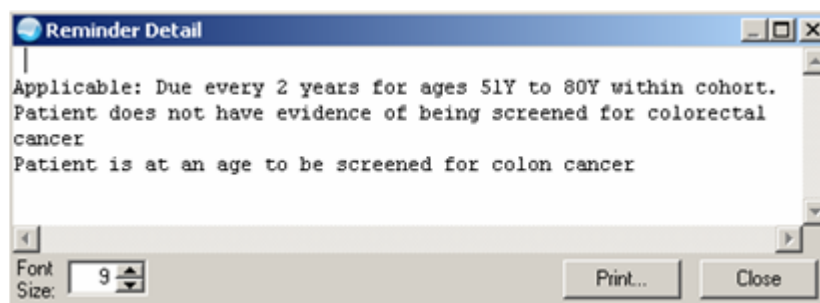 Reminder Detail
Applicable: Due every 2 years for ages 51Y to 80Y within cohort.
Patient does not have evidence of being screened for colorectal
cancer
Patient is at an age to be screened for colon cancer
Font
Size:
9
Print...
Close